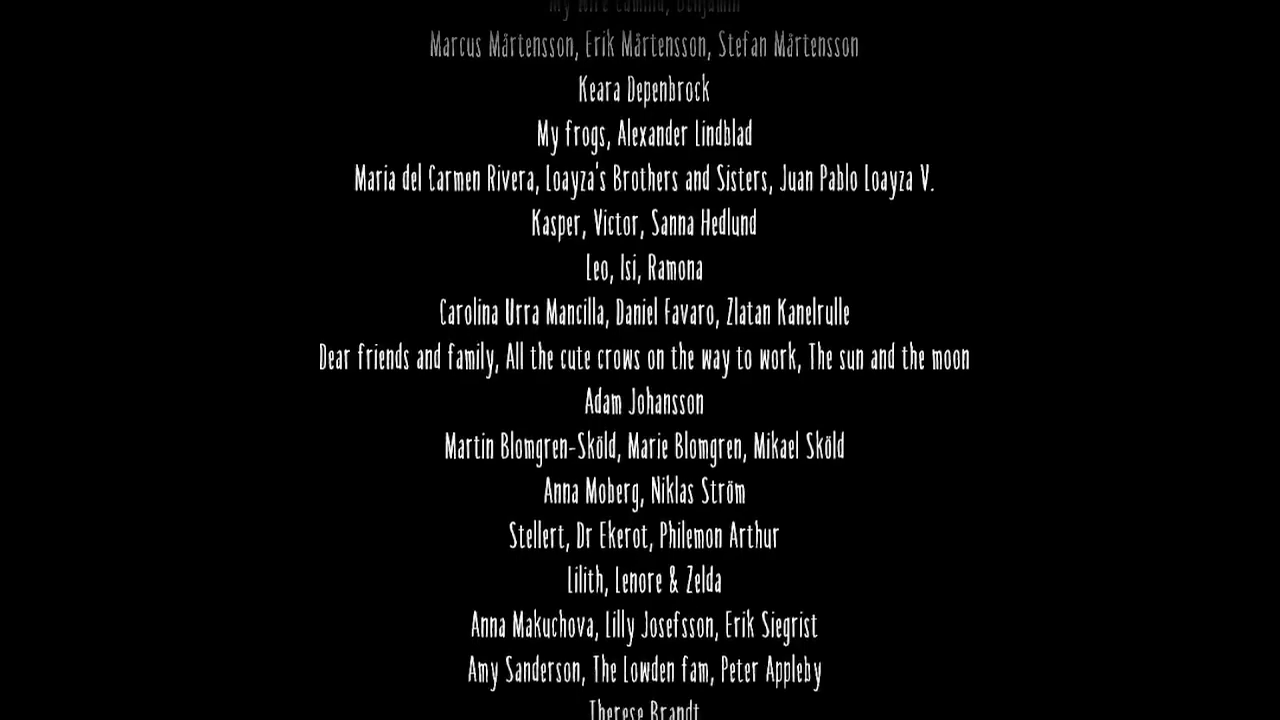 My wife Camilla, Benjamin
Marcus Mårtensson, Erik Mårtensson, Stefan Mårtensson
Keara Depenbrock
My frogs, Alexander Lindblad
Maria del Carmen Rivera, Loayza's Brothers and Sisters, Juan Pablo Loayza V.
Kasper, Victor, Sanna Hedlund
Leo, Isi, Ramona
Carolina Urra Mancilla, Daniel Favaro, Zlatan Kanelrulle
Dear friends and family, All the cute crows on the way to work, The sun and the moon
Adam Johansson
Martin Blomgren-Sköld, Marie Blomgren, Mikael Sköld
Anna Moberg, Niklas Ström
Stellert, Dr Ekerot, Philemon Arthur
Lilith, Lenore & Zelda
Anna Makuchova, Lilly Josefsson, Erik Siegrist
Amy Sanderson, The Lowden fam, Peter Appleby
Therese Brandt